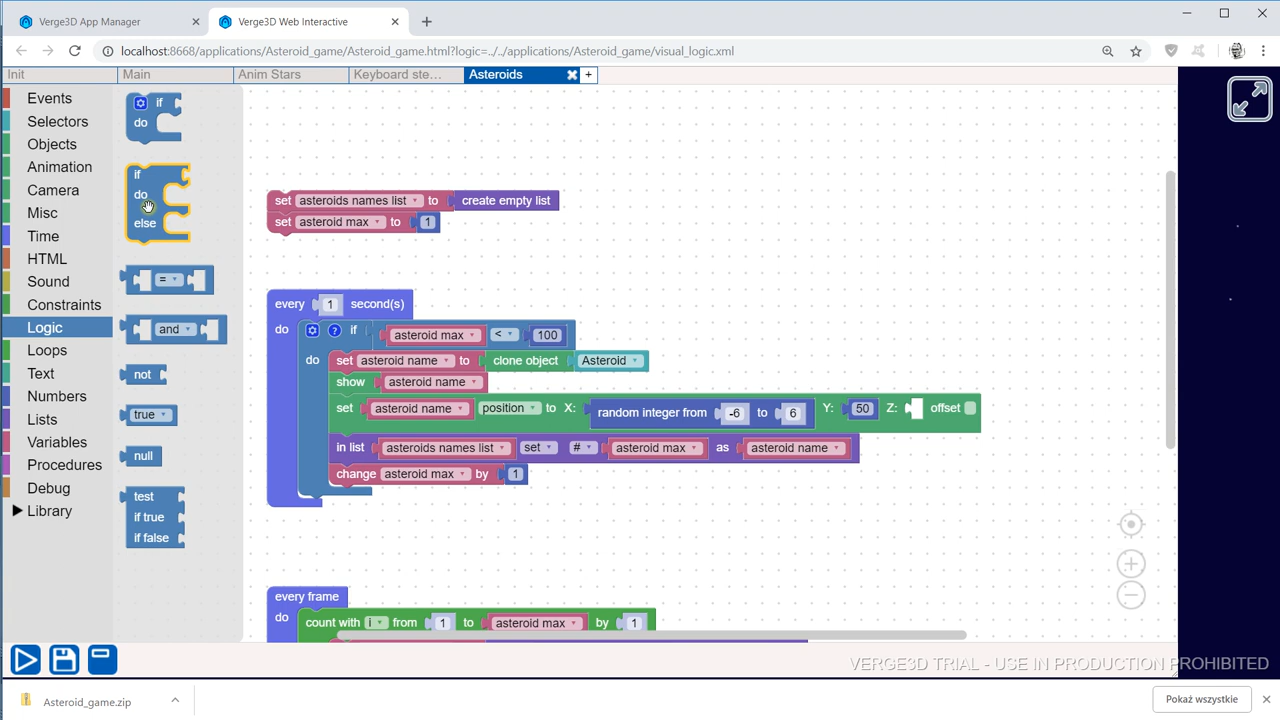 Verge3D App Manager
Verge3D Web Interactive
localhost:8668/applications/Asteroid_game/Asteroid_game.html?logic=../../applications/Asteroid_game/visual_logic.xml
Init
Main
Anim Stars
Keyboard ste...
Asteroids
+
Events
Selectors
Objects
Animation
Camera
Misc
Time
HTML
Sound
Constraints
Logic
Loops
Text
Numbers
Lists
Variables
Procedures
Debug
Library
if
do
if
do
else
=
and
not
true
null
test
if true
if false
set asteroids names list to create empty list
set asteroid max to 1
every 1 second(s)
do if asteroid max < 100
do set asteroid name to clone object Asteroid
show asteroid name
set asteroid name position to X: random integer from -6 to 6 Y: 50 Z: offset
in list asteroids names list set # asteroid max as asteroid name
change asteroid max by 1
every frame
do count with i from 1 to asteroid max by 1
VERGE3D TRIAL - USE IN PRODUCTION PROHIBITED
Asteroid_game.zip
Pokaż wszystkie